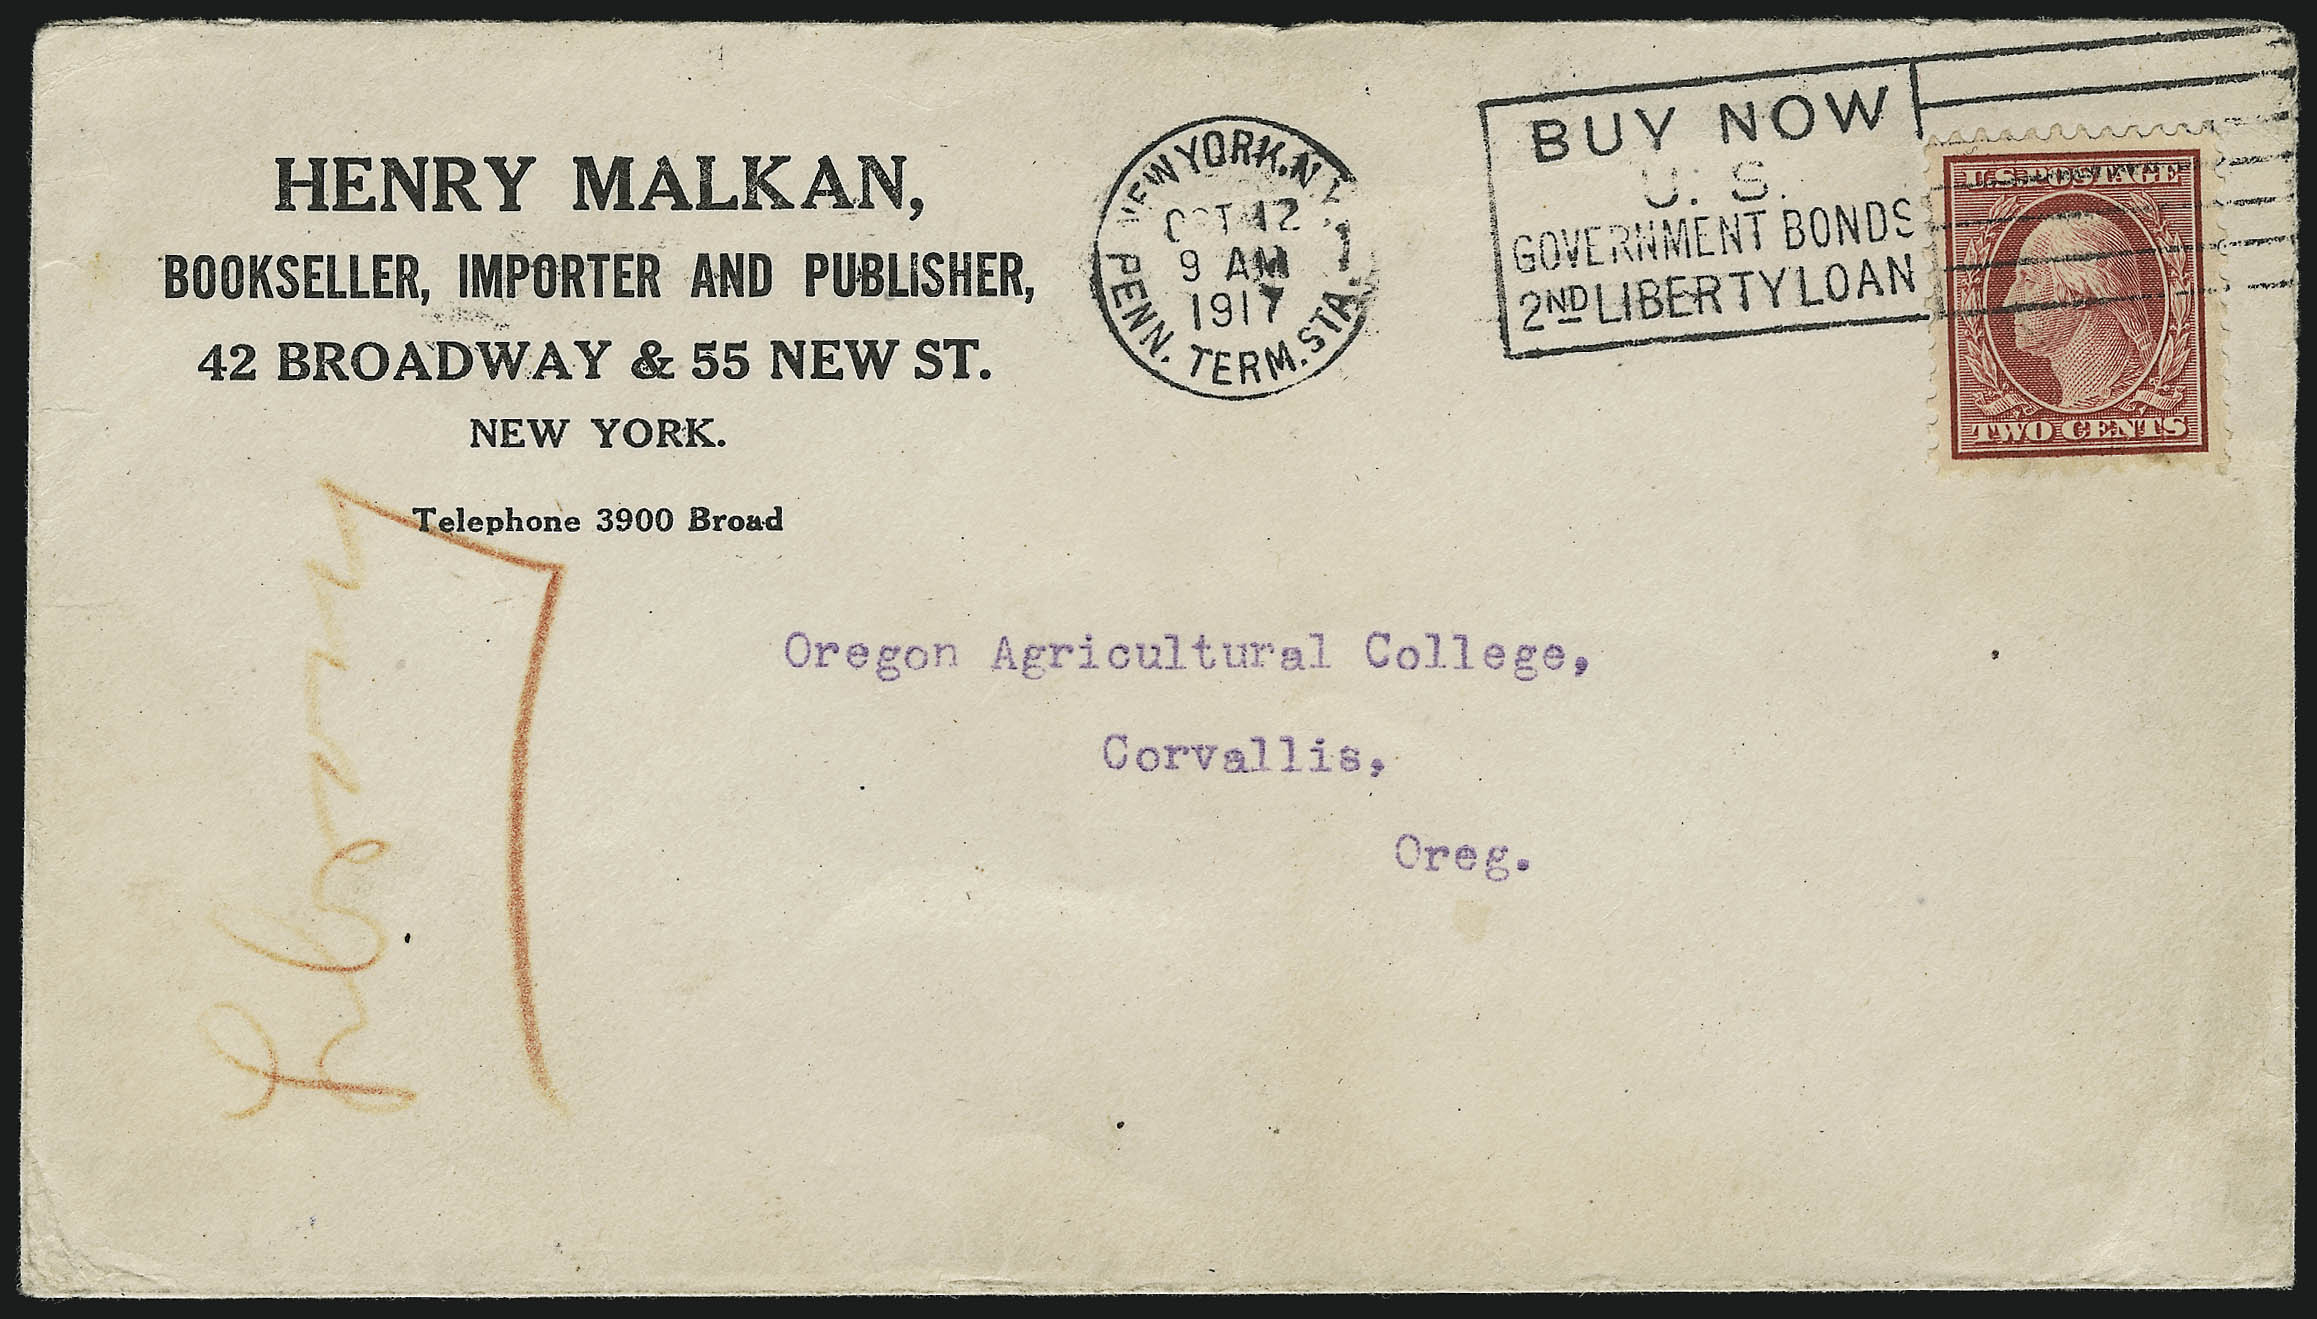 HENRY MALKAN,
BOOKSELLER, IMPORTER AND PUBLISHER,
42 BROADWAY & 55 NEW ST.
NEW YORK.
Telephone 3900 Broad
NEW YORK, N.Y.
OCT 12
9 AM
1917
PENN. TERM. STA.
BUY NOW
U. S.
GOVERNMENT BONDS
2ND LIBERTY LOAN
U.S. POSTAGE
TWO CENTS
Oregon Agricultural College,
Corvallis,
Oreg.
Library